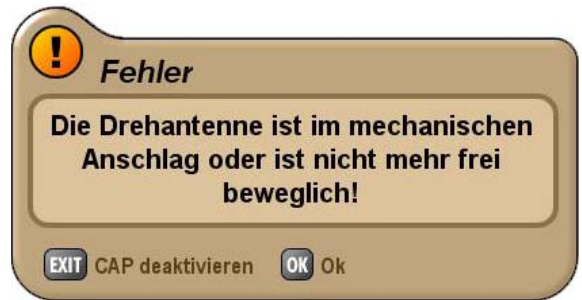 !
Fehler
Die Drehantenne ist im mechanischen
Anschlag oder ist nicht mehr frei
beweglich!
EXIT CAP deaktivieren OK Ok